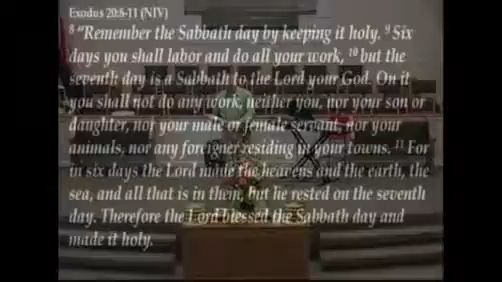 Exodus 20:8-11 (NIV)
8 "Remember the Sabbath day by keeping it holy. 9 Six
days you shall labor and do all your work, 10 but the
seventh day is a Sabbath to the Lord your God. On it
you shall not do any work, neither you, nor your son or
daughter, nor your male or female servant, nor your
animals, nor any foreigner residing in your towns. 11 For
in six days the Lord made the heavens and the earth, the
sea, and all that is in them, but he rested on the seventh
day. Therefore the Lord blessed the Sabbath day and
made it holy.